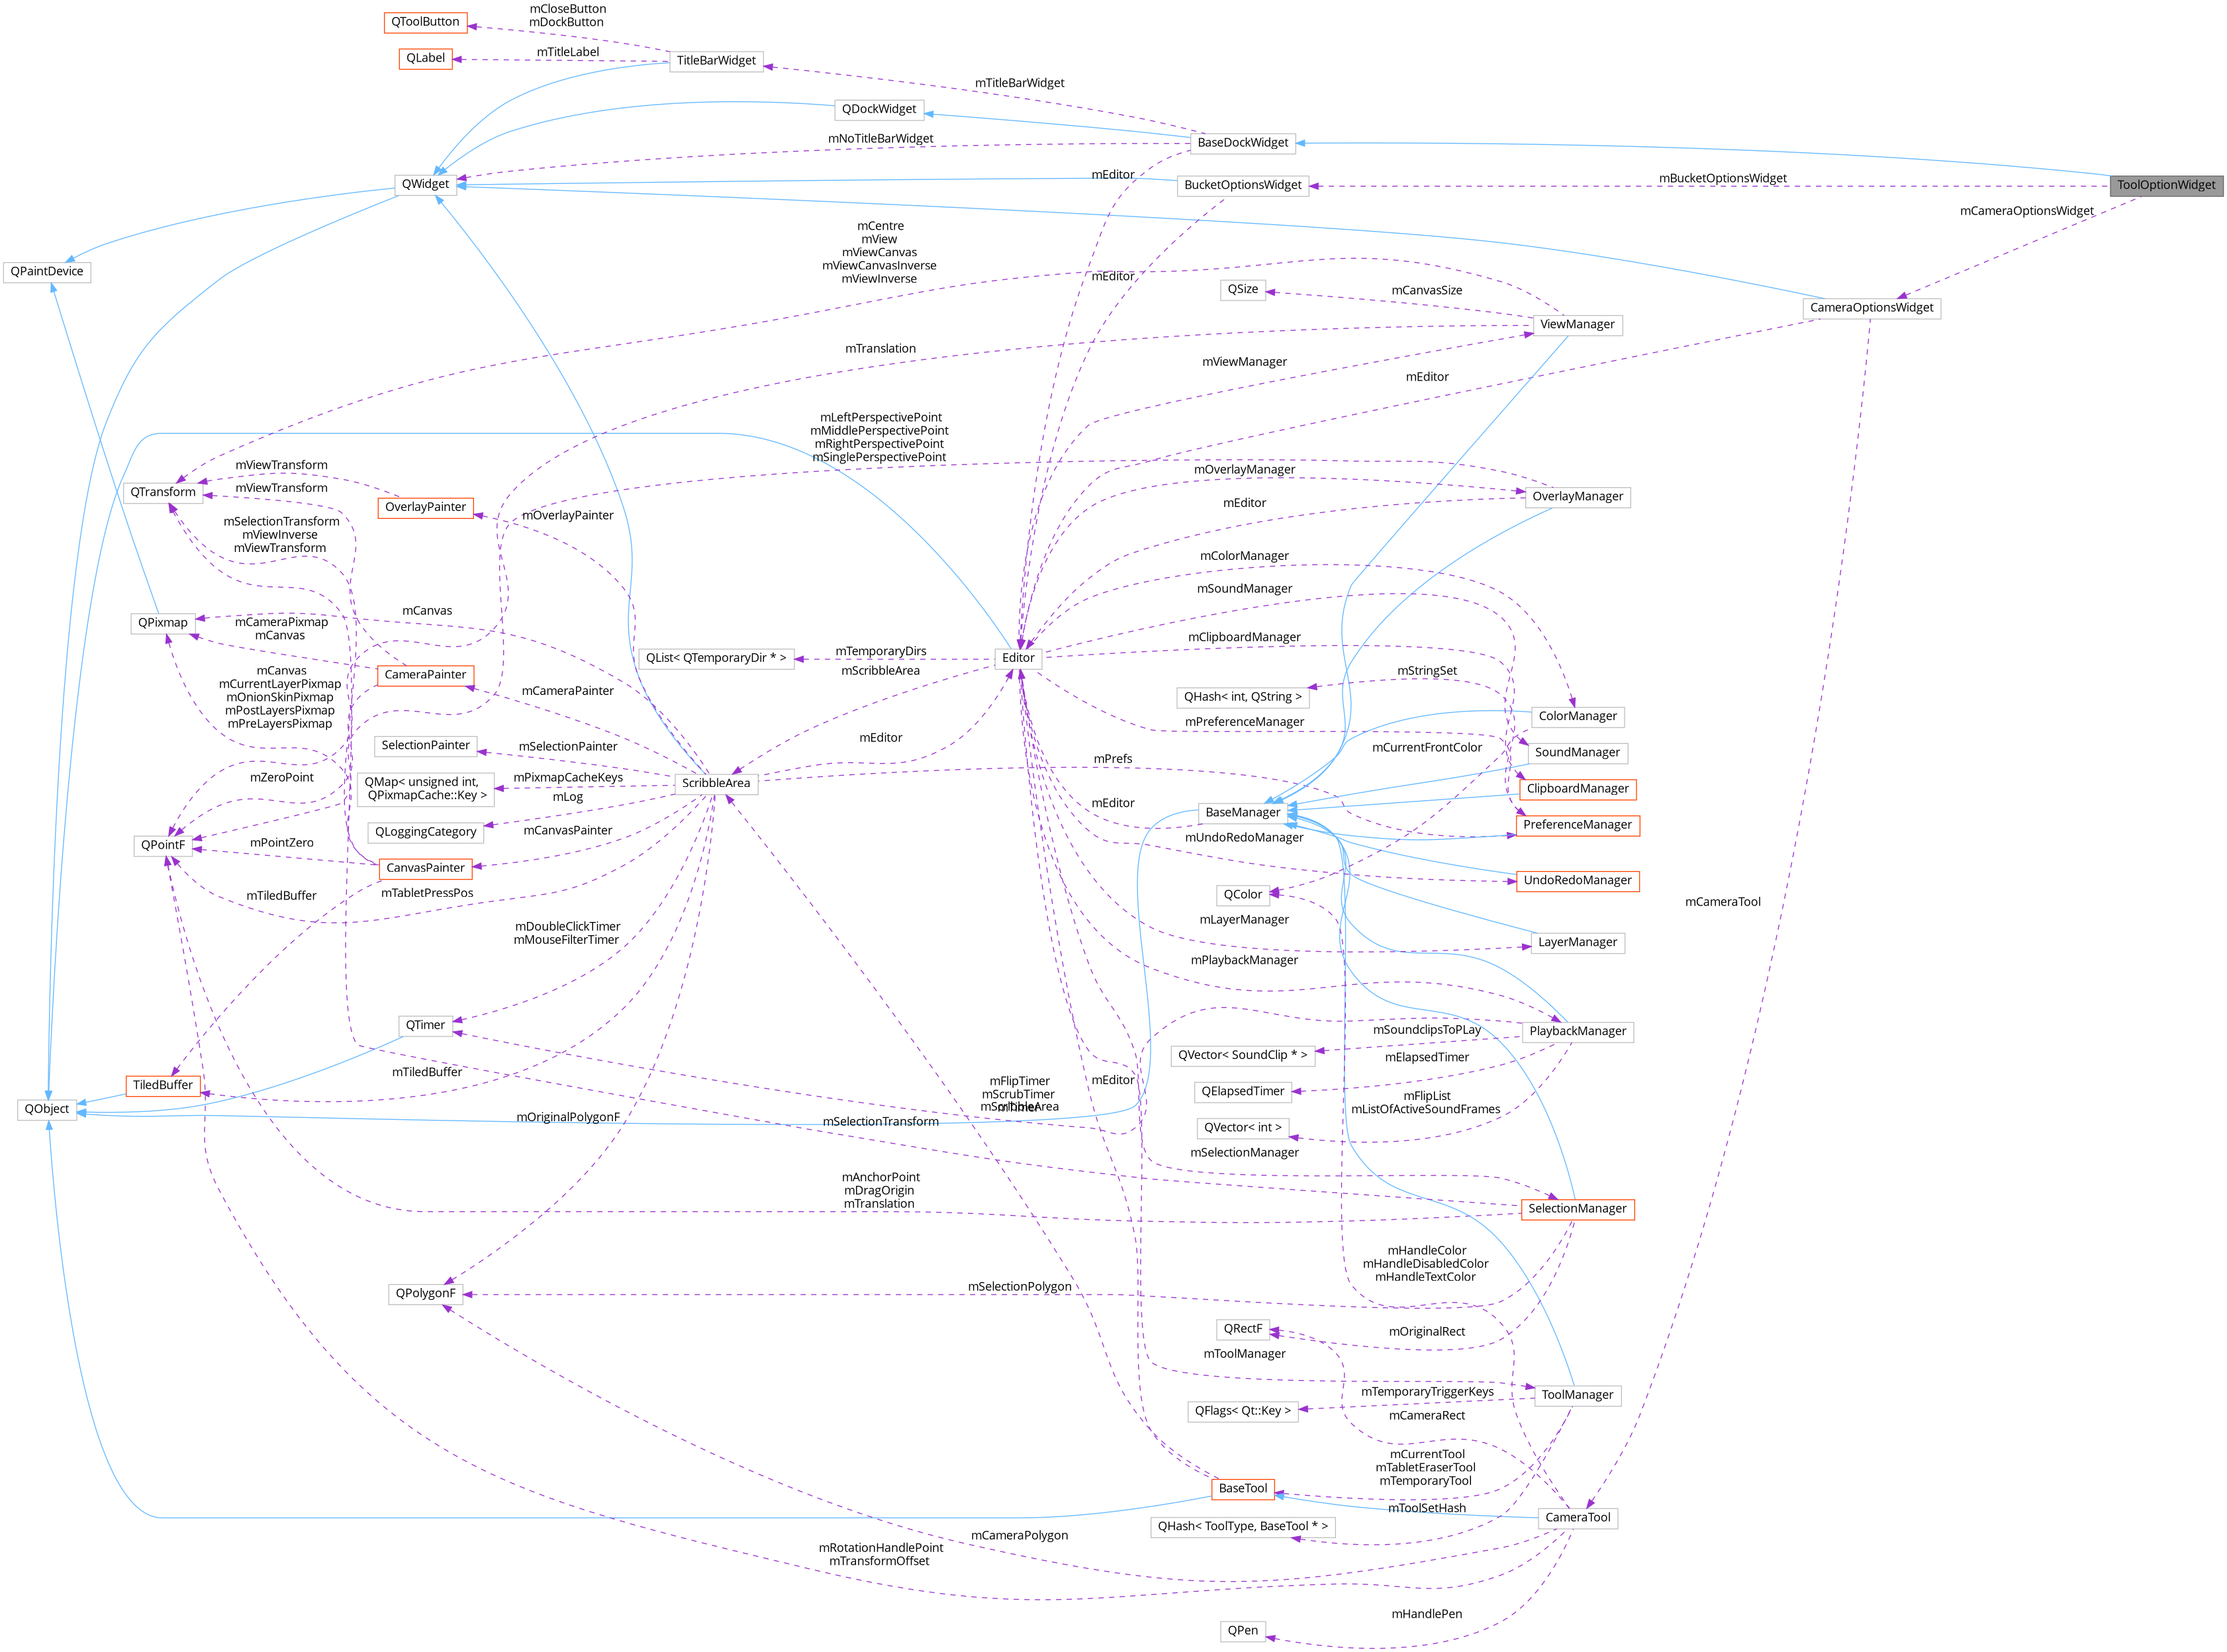 mCloseButton
mDockButton
QToolButton
mTitleLabel
QLabel
TitleBarWidget
mTitleBarWidget
QDockWidget
mNoTitleBarWidget
BaseDockWidget
QWidget
mEditor
BucketOptionsWidget
mBucketOptionsWidget
ToolOptionWidget
mCameraOptionsWidget
mCentre
mView
mViewCanvas
mViewCanvasInverse
mViewInverse
QPaintDevice
mEditor
QSize
mCanvasSize
CameraOptionsWidget
ViewManager
mTranslation
mViewManager
mEditor
mLeftPerspectivePoint
mMiddlePerspectivePoint
mRightPerspectivePoint
mSinglePerspectivePoint
mViewTransform
mOverlayManager
QTransform
mViewTransform
OverlayPainter
OverlayManager
mEditor
mOverlayPainter
mSelectionTransform
mViewInverse
mViewTransform
mColorManager
mSoundManager
QPixmap
mCanvas
mCameraPixmap
mCanvas
mClipboardManager
QList< QTemporaryDir * >
mTemporaryDirs
Editor
mScribbleArea
CameraPainter
mCanvas
mCurrentLayerPixmap
mOnionSkinPixmap
mPostLayersPixmap
mPreLayersPixmap
mCameraPainter
mStringSet
QHash< int, QString >
mPreferenceManager
ColorManager
SelectionPainter
mSelectionPainter
mEditor
mCurrentFrontColor
SoundManager
mPrefs
mZeroPoint
QMap< unsigned int,
QPixmapCache::Key >
mPixmapCacheKeys
ScribbleArea
ClipboardManager
mLog
mEditor
BaseManager
PreferenceManager
QLoggingCategory
mCanvasPainter
mUndoRedoManager
QPointF
mPointZero
CanvasPainter
UndoRedoManager
mTiledBuffer
mTabletPressPos
QColor
mCameraTool
mLayerManager
mDoubleClickTimer
mMouseFilterTimer
LayerManager
mPlaybackManager
QTimer
mSoundclipsToPLay
PlaybackManager
QVector< SoundClip * >
mElapsedTimer
TiledBuffer
mTiledBuffer
mFlipTimer
mScrubTimer
mTimer
mScribbleArea
mEditor
QElapsedTimer
QObject
mOriginalPolygonF
mSelectionTransform
mFlipList
mListOfActiveSoundFrames
QVector< int >
mSelectionManager
mAnchorPoint
mDragOrigin
mTranslation
SelectionManager
mHandleColor
mHandleDisabledColor
mHandleTextColor
QPolygonF
mSelectionPolygon
QRectF
mOriginalRect
mToolManager
ToolManager
mTemporaryTriggerKeys
QFlags< Qt::Key >
mCameraRect
mCurrentTool
mTabletEraserTool
mTemporaryTool
BaseTool
mToolSetHash
CameraTool
QHash< ToolType, BaseTool * >
mCameraPolygon
mRotationHandlePoint
mTransformOffset
mHandlePen
QPen